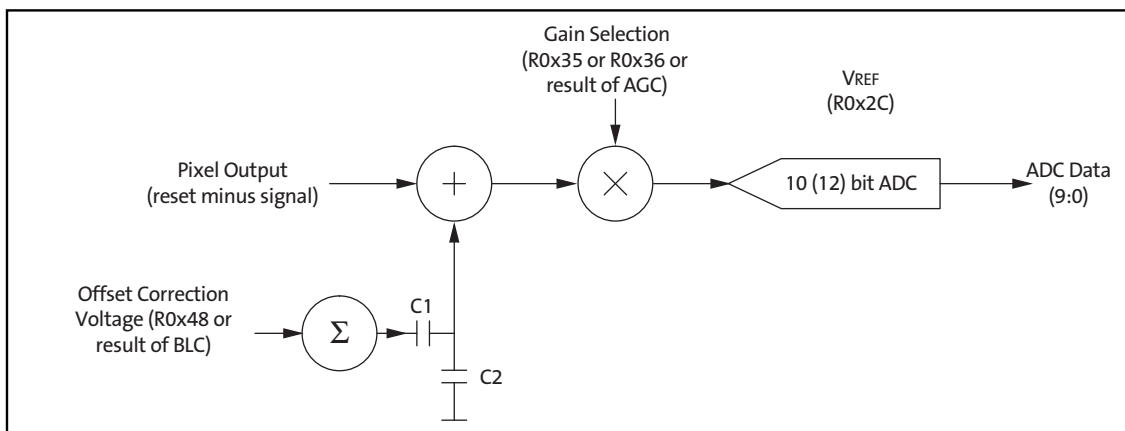 Gain Selection
(R0x35 or R0x36 or
result of AGC)
VREF
(R0x2C)
Pixel Output
(reset minus signal)
+
×
10 (12) bit ADC
ADC Data
(9:0)
Offset Correction
Voltage (R0x48 or
result of BLC)
Σ
C1
C2